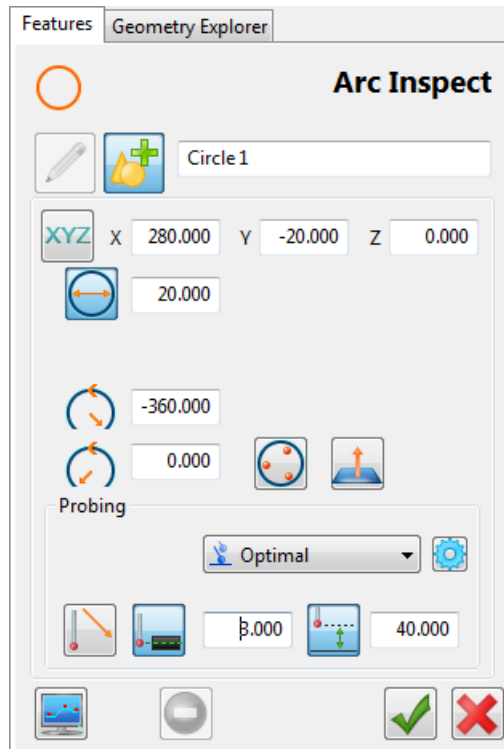 Features Geometry Explorer
Arc Inspect
Circle 1
XYZ X 280.000 Y -20.000 Z 0.000
20.000
-360.000
0.000
Probing
Optimal
3.000 40.000